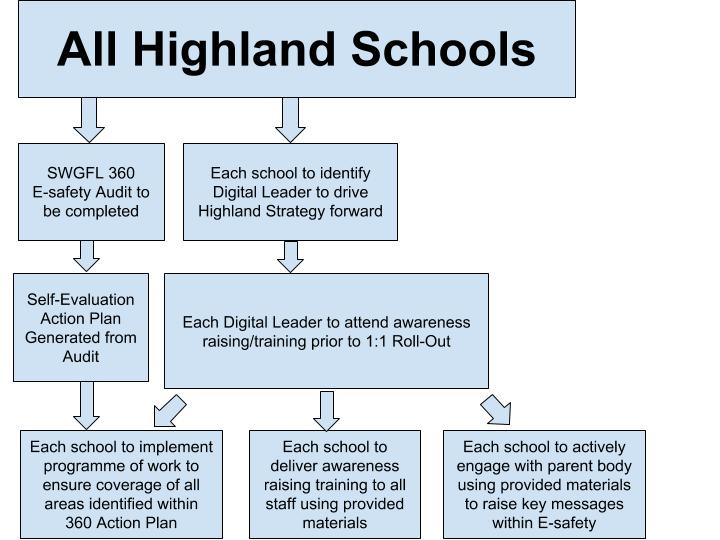 All Highland Schools
SWGFL 360
E-safety Audit to
be completed
Each school to identify
Digital Leader to drive
Highland Strategy forward
Self-Evaluation
Action Plan
Generated from
Audit
Each Digital Leader to attend awareness
raising/training prior to 1:1 Roll-Out
Each school to implement
programme of work to
ensure coverage of all
areas identified within
360 Action Plan
Each school to
deliver awareness
raising training to all
staff using provided
materials
Each school to actively
engage with parent body
using provided materials
to raise key messages
within E-safety